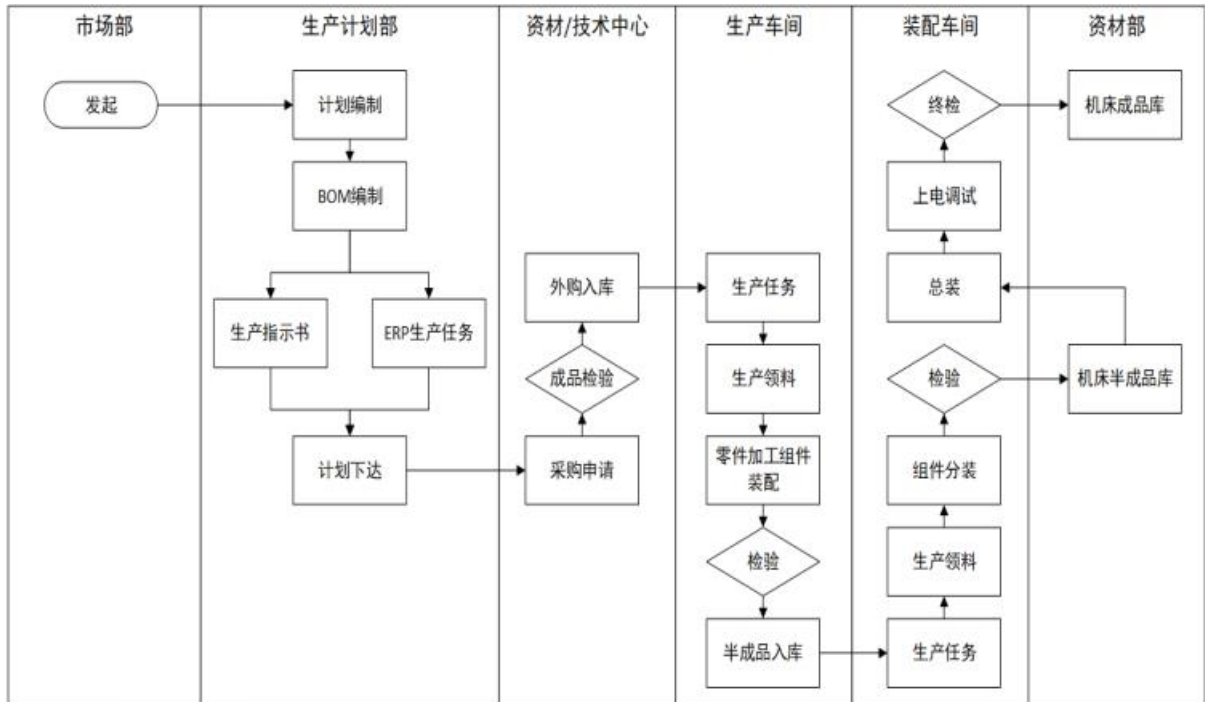 市场部
生产计划部
资材/技术中心
生产车间
装配车间
资材部
发起
计划编制
BOM编制
生产指示书
ERP生产任务
计划下达
外购入库
成品检验
采购申请
生产任务
生产领料
零件加工组件
装配
检验
半成品入库
终检
上电调试
总装
检验
组件分装
生产领料
生产任务
机床成品库
机床半成品库